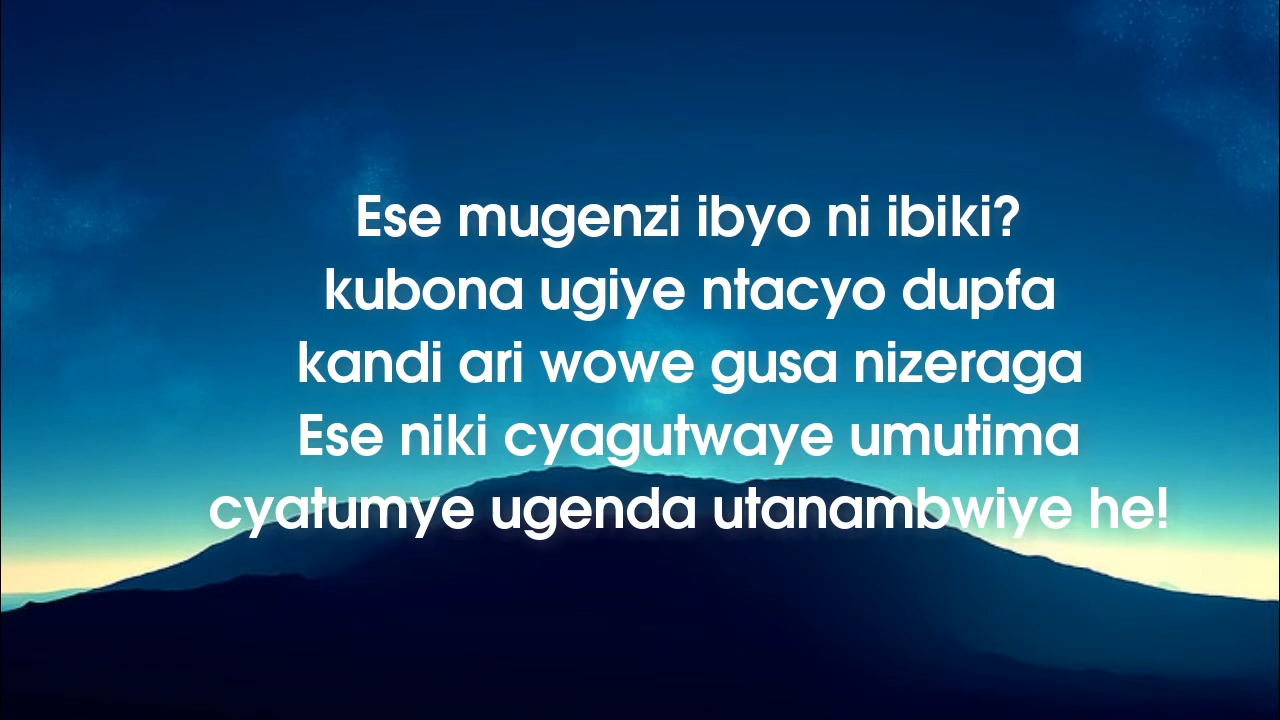 Ese mugenzi ibyo ni ibiki?
kubona ugiye ntacyo dupfa
kandi ari wowe gusa nizeraga
Ese niki cyagutwaye umutima
cyatumye ugenda utanambwiye he!